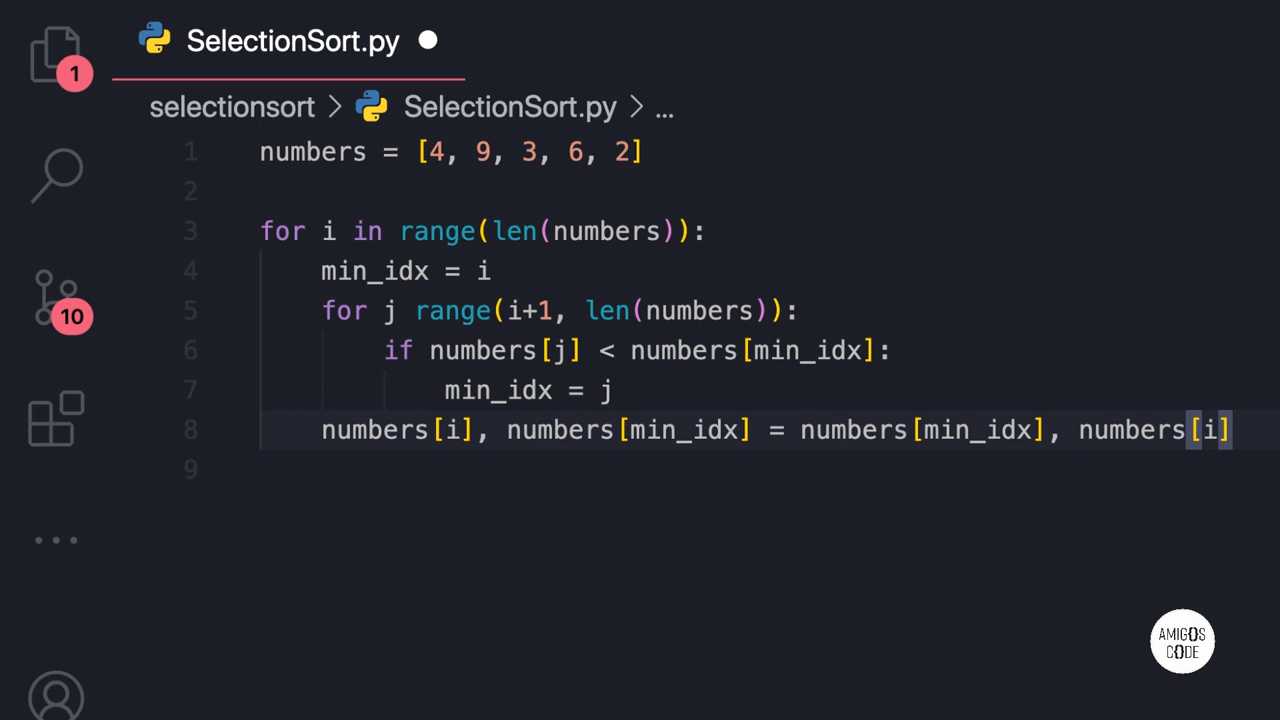 SelectionSort.py
1
selectionsort > SelectionSort.py > ...
1 numbers = [4, 9, 3, 6, 2]
2
3 for i in range(len(numbers)):
4     min_idx = i
5     for j range(i+1, len(numbers)):
6         if numbers[j] < numbers[min_idx]:
7             min_idx = j
8     numbers[i], numbers[min_idx] = numbers[min_idx], numbers[i]
9
10
AMIGOS
CODE